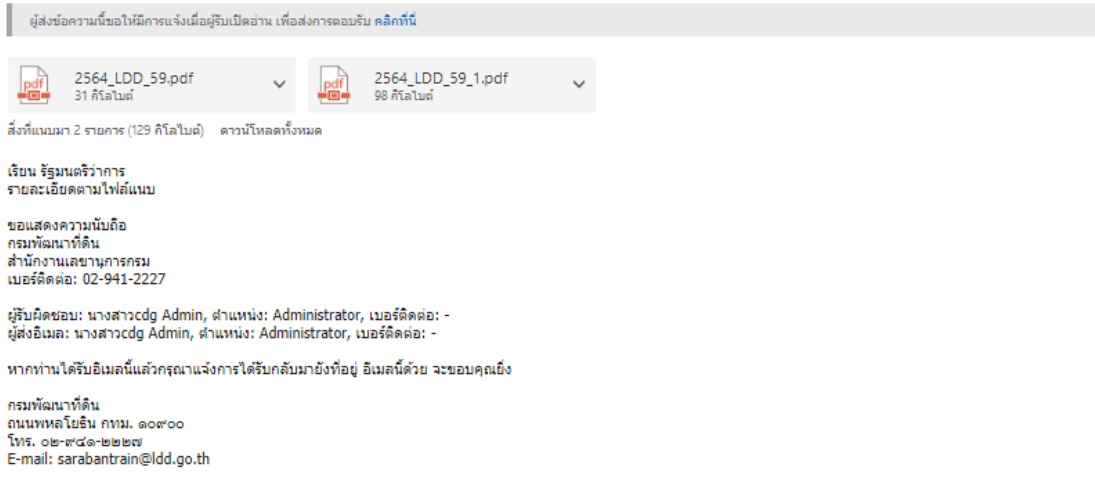 ผู้ส่งข้อความนี้ขอให้มีการแจ้งเมื่อผู้รับเปิดอ่าน เพื่อส่งการตอบรับ คลิกที่นี่
2564_LDD_59.pdf
31 กิโลไบต์
2564_LDD_59_1.pdf
98 กิโลไบต์
สิ่งที่แนบมา 2 รายการ (129 กิโลไบต์) ดาวน์โหลดทั้งหมด
เรียน รัฐมนตรีว่าการ
รายละเอียดตามไฟล์แนบ
ขอแสดงความนับถือ
กรมพัฒนาที่ดิน
สำนักงานเลขานุการกรม
เบอร์ติดต่อ: 02-941-2227
ผู้รับผิดชอบ: นางสาวcdg Admin, ตำแหน่ง: Administrator, เบอร์ติดต่อ: -
ผู้ส่งอีเมล: นางสาวcdg Admin, ตำแหน่ง: Administrator, เบอร์ติดต่อ: -
หากท่านได้รับอีเมลนี้แล้วกรุณาแจ้งการได้รับกลับมายังที่อยู่ อีเมลนี้ด้วย จะขอบคุณยิ่ง
กรมพัฒนาที่ดิน
ถนนพหลโยธิน กทม. ๑๐๙๐๐
โทร. ๐๒-๙๔๑-๒๒๒๗
E-mail: sarabantrain@ldd.go.th